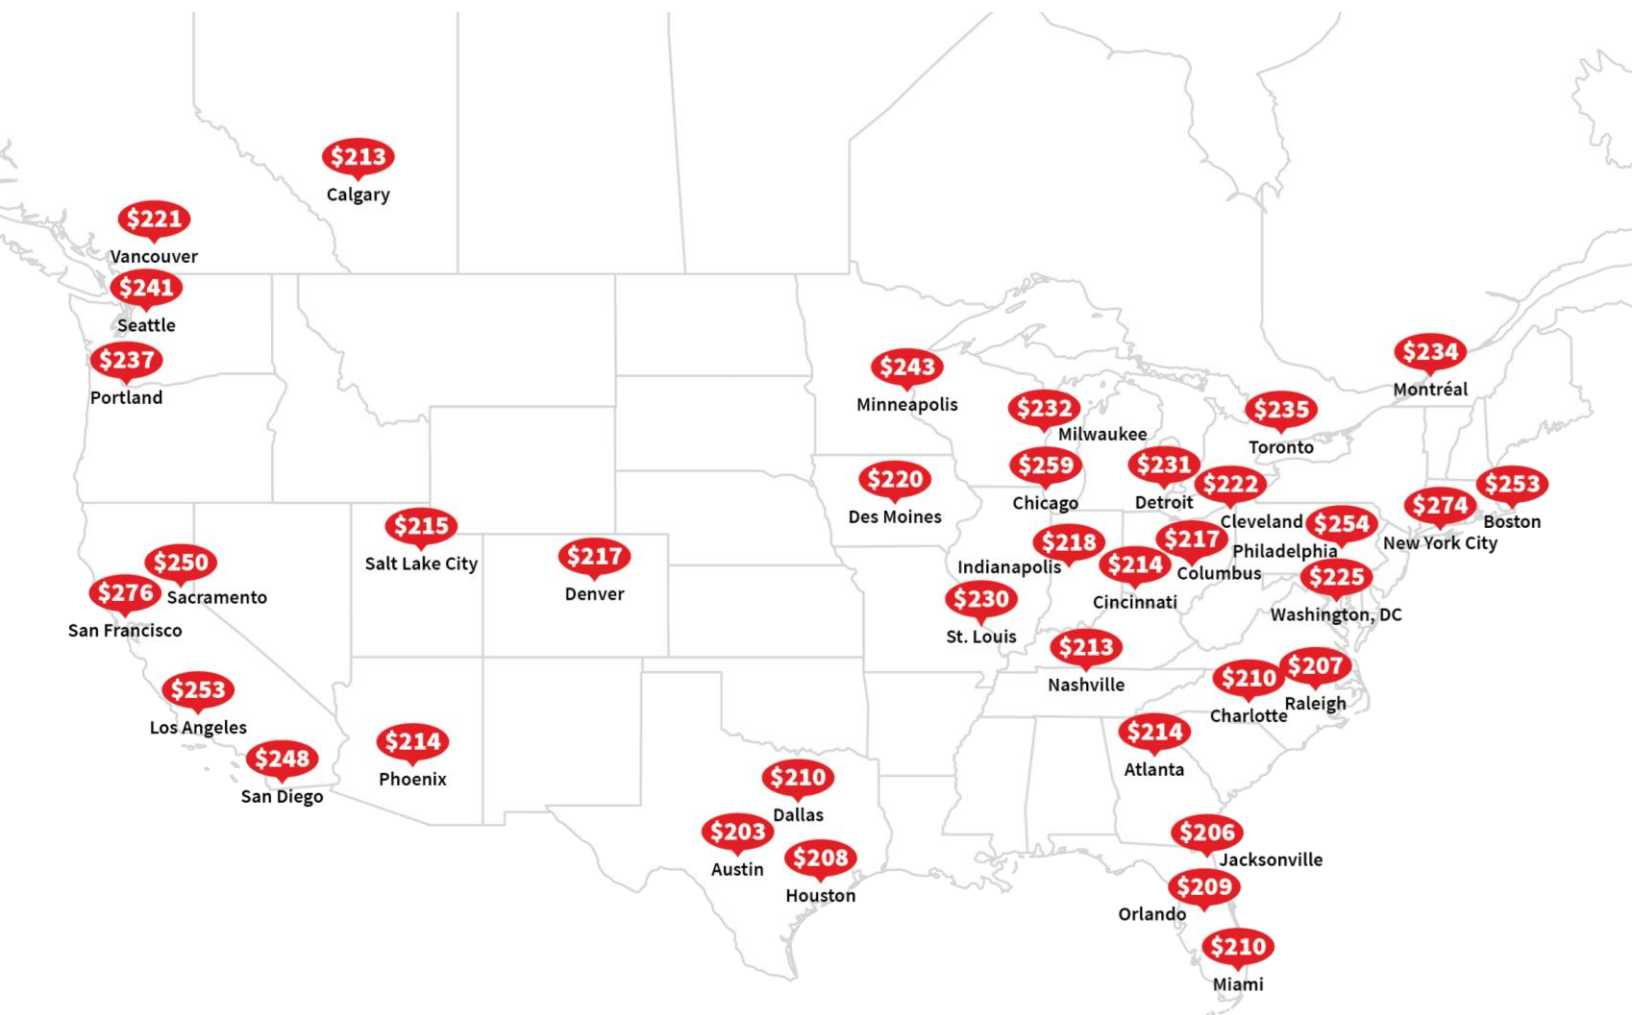 $213
Calgary
$221
Vancouver
$241
Seattle
$237
Portland
$234
Montréal
$243
Minneapolis
$232
Milwaukee
$235
Toronto
$259
Chicago
$231
Detroit
$222
Cleveland
$220
Des Moines
$253
Boston
$274
New York City
$254
Philadelphia
$215
Salt Lake City
$217
Denver
$218
Indianapolis
$217
Columbus
$214
Cincinnati
$225
Washington, DC
$250
Sacramento
$276
San Francisco
$230
St. Louis
$213
Nashville
$210
Charlotte
$207
Raleigh
$253
Los Angeles
$248
San Diego
$214
Phoenix
$214
Atlanta
$210
Dallas
$203
Austin
$208
Houston
$206
Jacksonville
$209
Orlando
$210
Miami